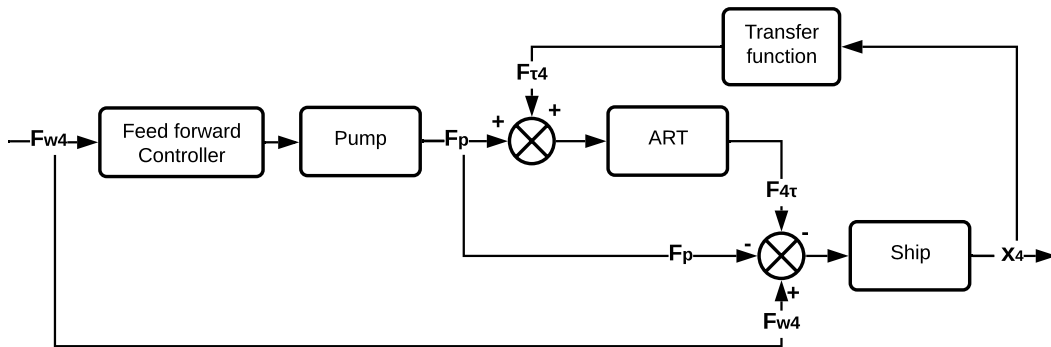 Transfer
function
Fτ4
+
+
Fw4
Feed forward
Controller
Pump
Fp
ART
F4τ
-
-
Fp
Ship
x4
+
Fw4